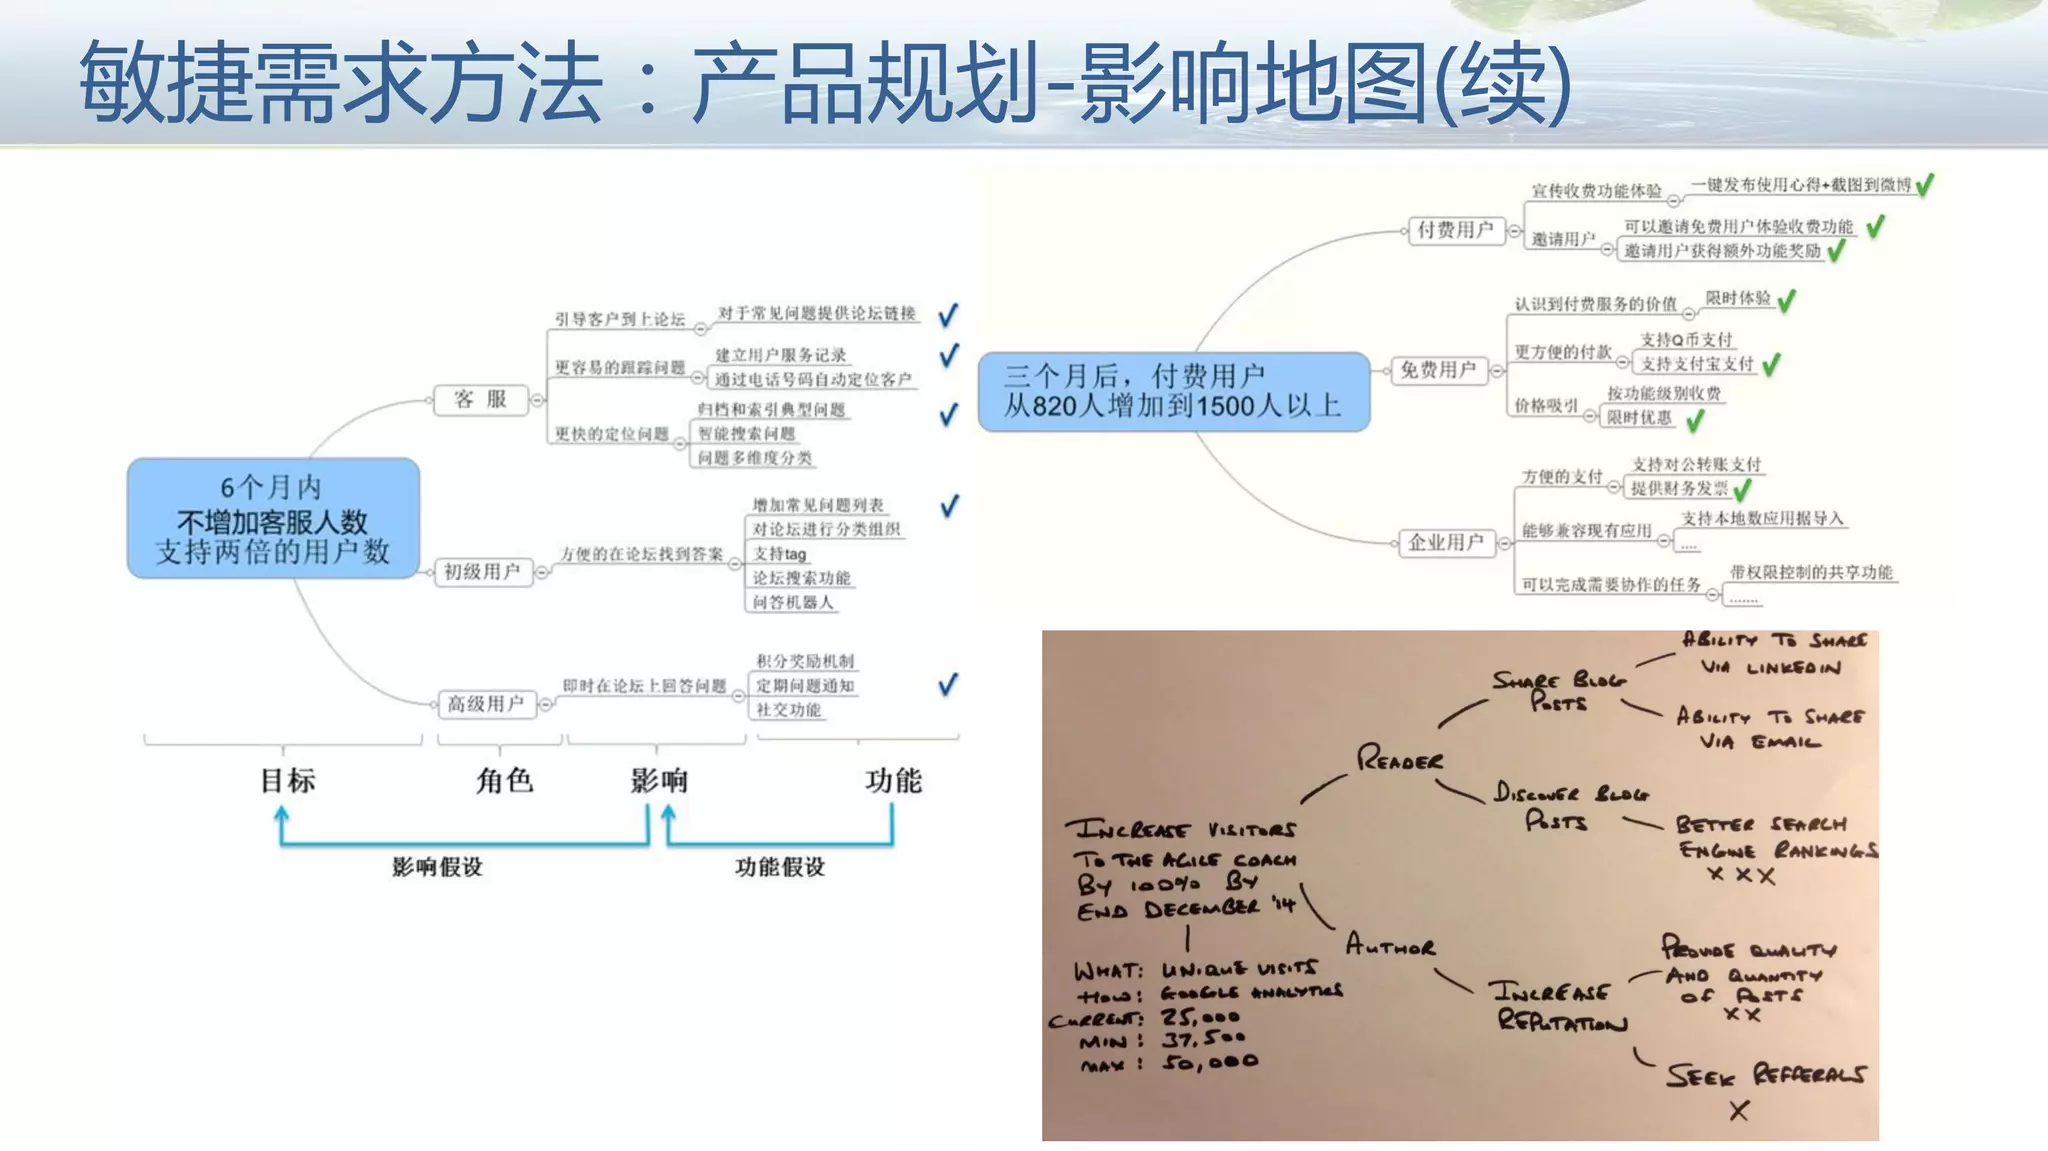 敏捷需求方法：产品规划-影响地图(续)
6个月内
不增加客服人数
支持两倍的用户数
客 服
引导客户到上论坛
对于常见问题提供论坛链接
更容易的跟踪问题
建立用户服务记录
通过电话号码自动定位客户
更快的定位问题
归档和索引典型问题
智能搜索问题
问题多维度分类
初级用户
方便的在论坛找到答案
增加常见问题列表
对论坛进行分类组织
支持tag
论坛搜索功能
问答机器人
高级用户
即时在论坛上回答问题
积分奖励机制
定期问题通知
社交功能
目标
角色
影响
功能
影响假设
功能假设
三个月后，付费用户
从820人增加到1500人以上
付费用户
宣传收费功能体验
一键发布使用心得+截图到微博
邀请用户
可以邀请免费用户体验收费功能
邀请用户获得额外功能奖励
免费用户
认识到付费服务的价值
限时体验
更方便的付款
支持Q币支付
支持支付宝支付
价格吸引
按功能级别收费
限时优惠
企业用户
方便的支付
支持对公转账支付
提供财务发票
能够兼容现有应用
支持本地数应用据导入
....
可以完成需要协作的任务
带权限控制的共享功能
.......
INCREASE VISITORS
TO THE AGILE COACH
BY 100% BY
END DECEMBER '14
WHAT: UNIQUE VISITS
HOW: GOOGLE ANALYTICS
CURRENT: 25,000
MIN: 37,500
MAX: 50,000
READER
SHARE BLOG
POSTS
ABILITY TO SHARE
VIA LINKEDIN
ABILITY TO SHARE
VIA EMAIL
DISCOVER BLOG
POSTS
BETTER SEARCH
ENGINE RANKINGS
XXX
AUTHOR
INCREASE
REPUTATION
PROVIDE QUALITY
AND QUANTITY
OF POSTS
XX
SEEK REFFERALS
X